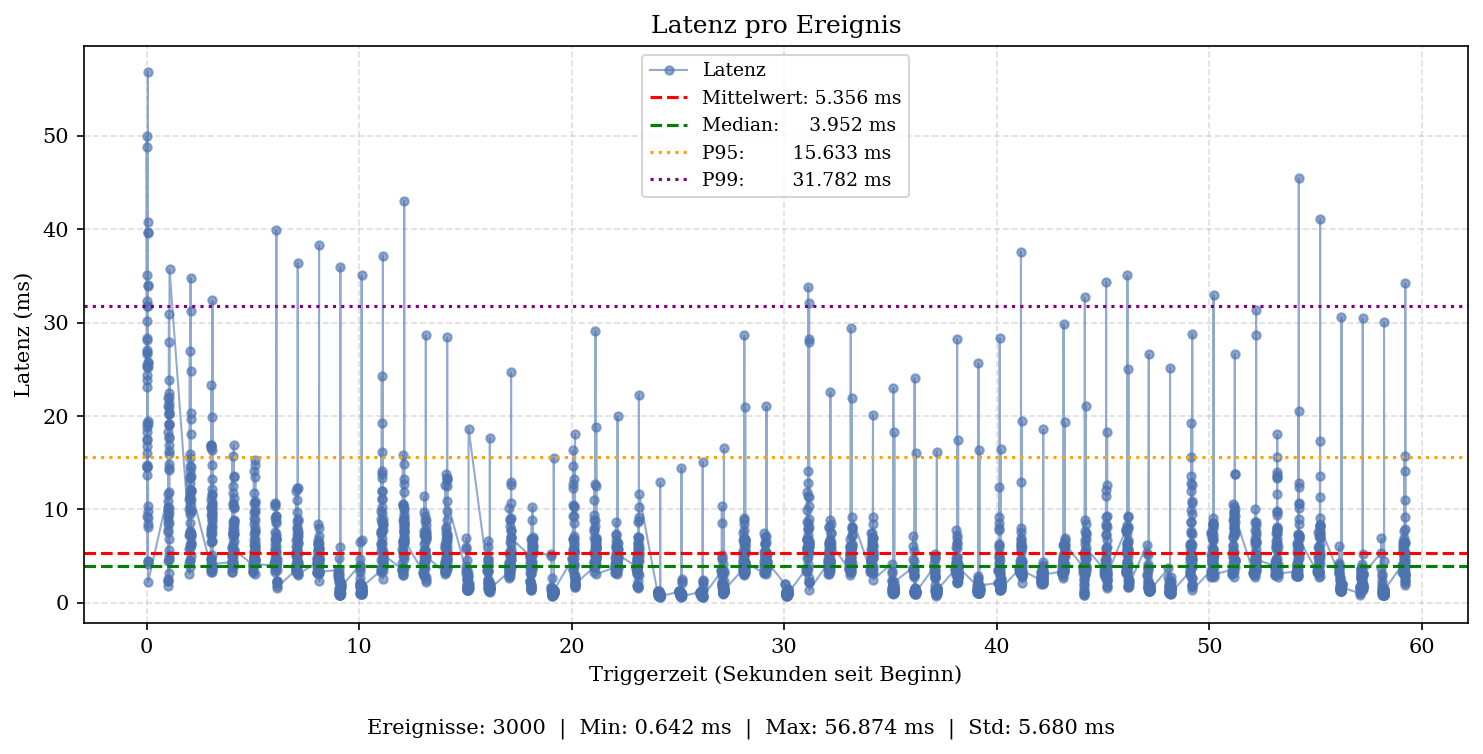 Latenz pro Ereignis
Latenz (ms)
50
40
30
20
10
0
Latenz
Mittelwert: 5.356 ms
Median: 3.952 ms
P95: 15.633 ms
P99: 31.782 ms
0 10 20 30 40 50 60
Triggerzeit (Sekunden seit Beginn)
Ereignisse: 3000 | Min: 0.642 ms | Max: 56.874 ms | Std: 5.680 ms